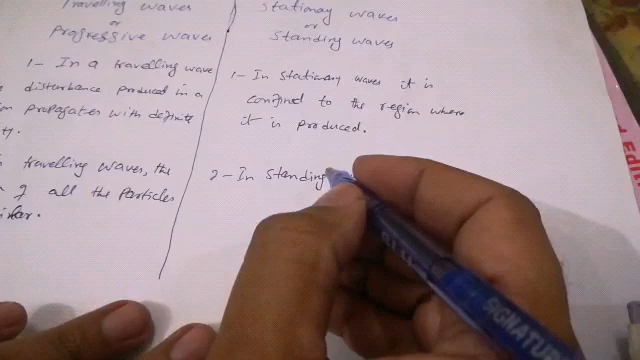 Travelling waves
or
Progressive waves
1- In a travelling wave
disturbance produced in a
propagates with definite
travelling waves, the
of all the particles
Stationary waves
or
Standing waves
1- In stationary waves it is
confined to the region where
it is produced.
2- In Standing
SIGNATUR